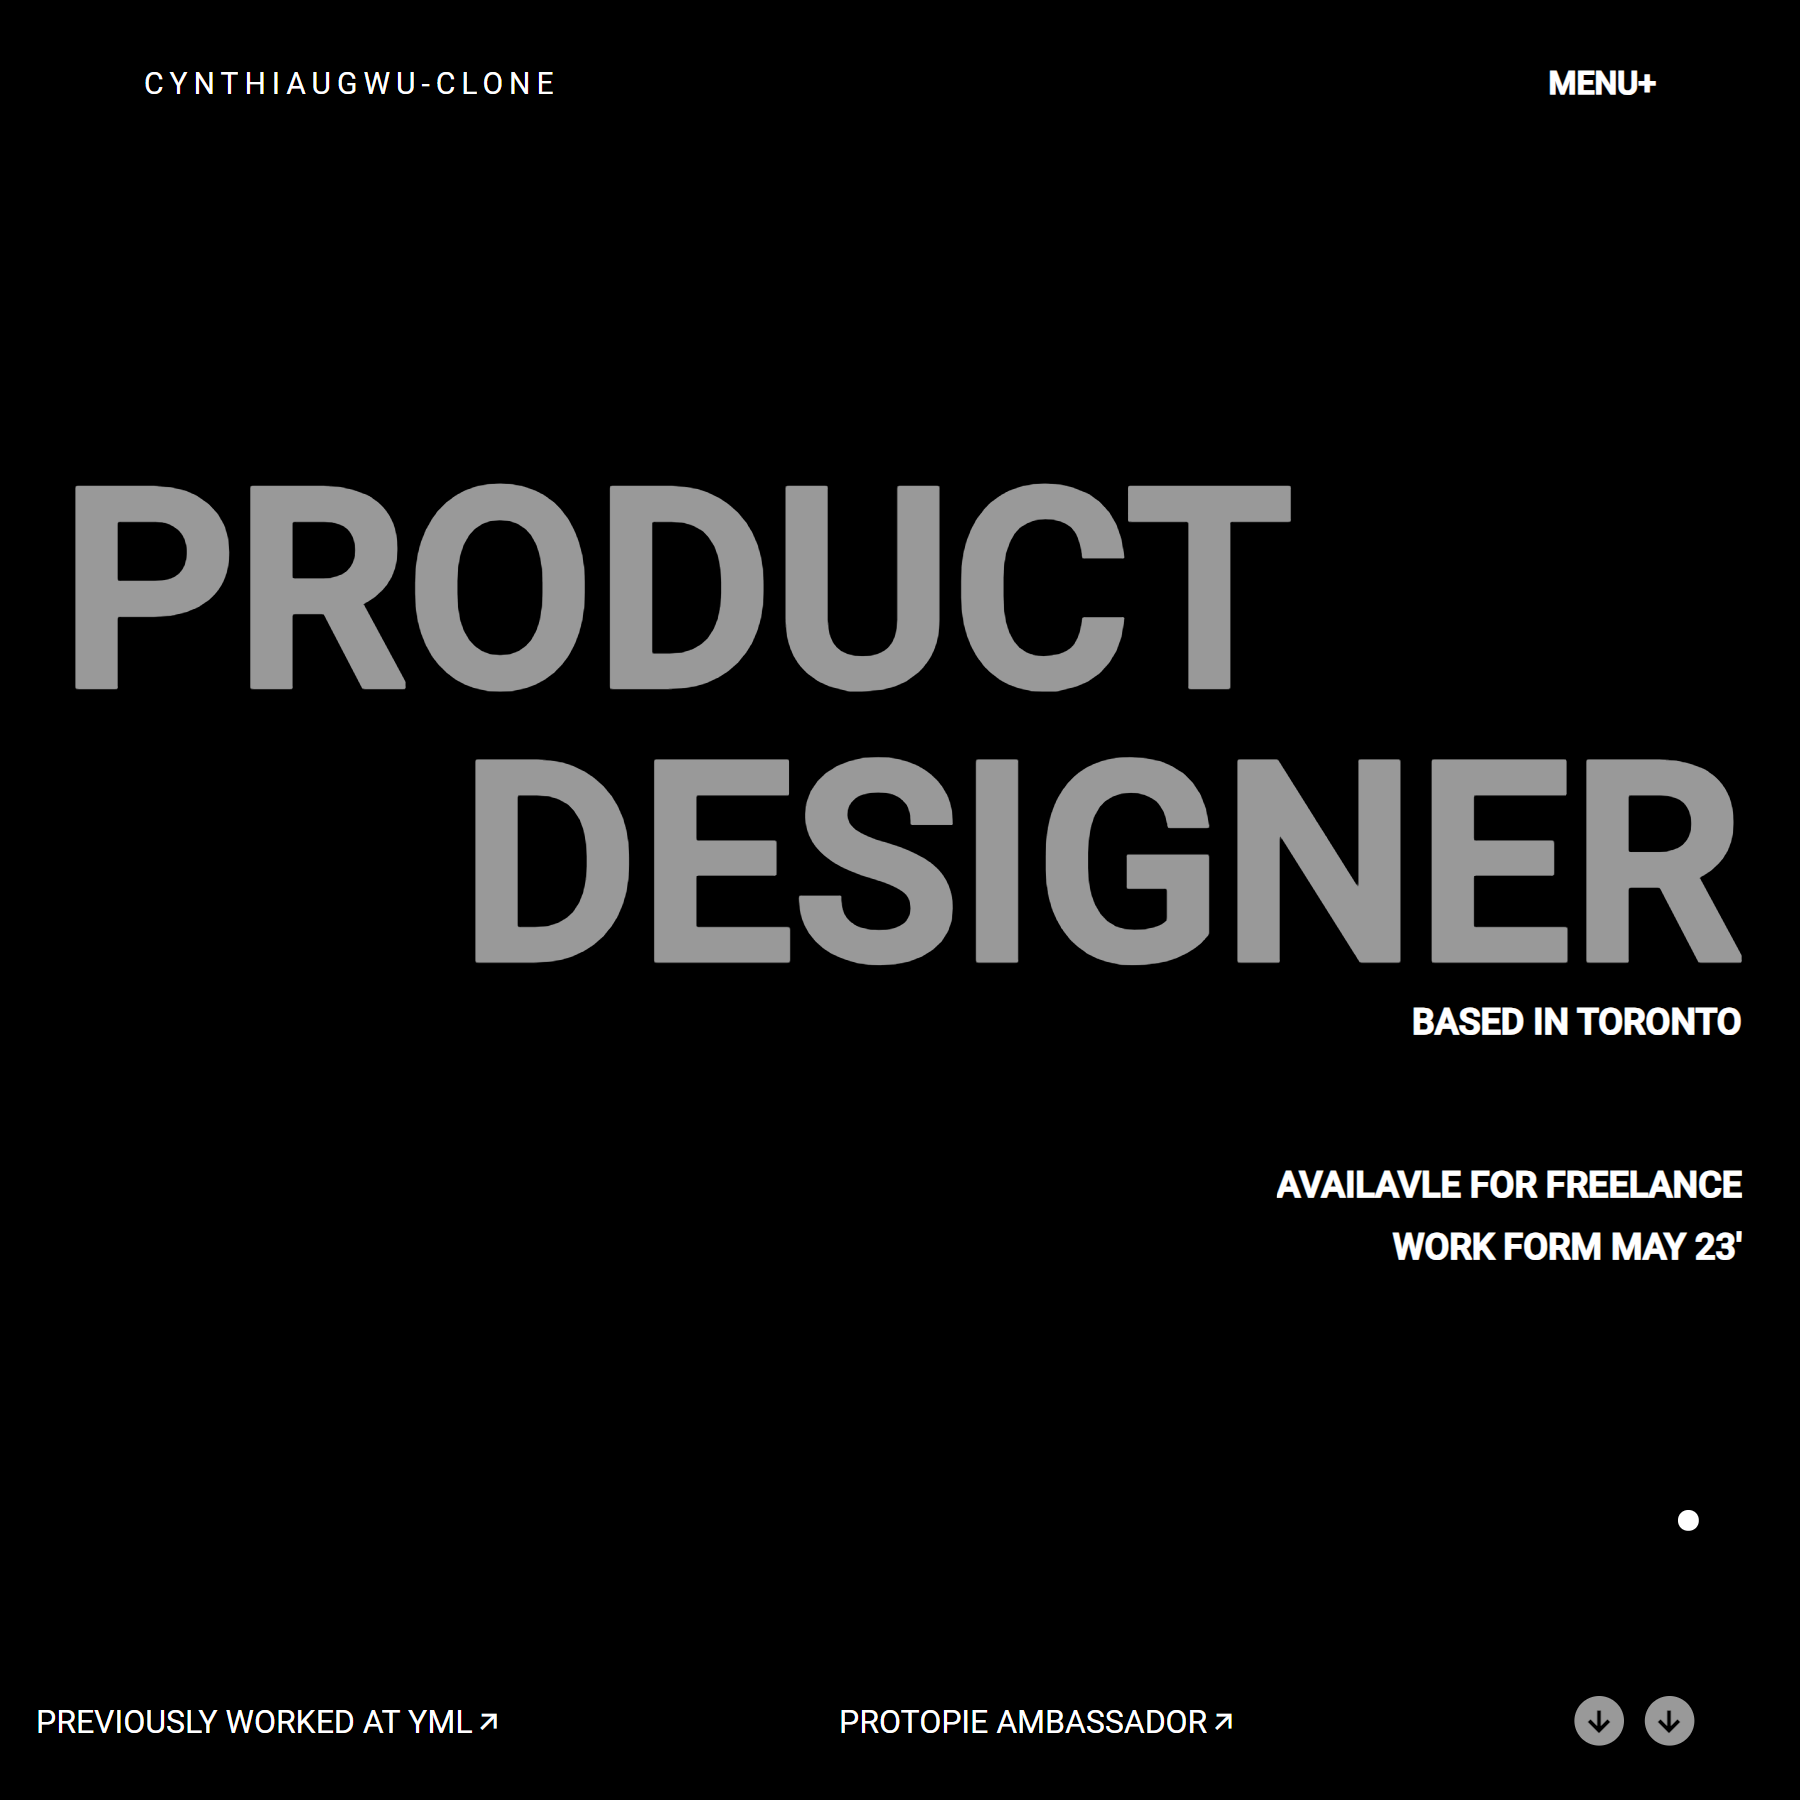 CYNTHIAUGWU-CLONE
MENU+
PRODUCT
DESIGNER
BASED IN TORONTO
AVAILAVLE FOR FREELANCE
WORK FORM MAY 23'
PREVIOUSLY WORKED AT YML
PROTOPIE AMBASSADOR